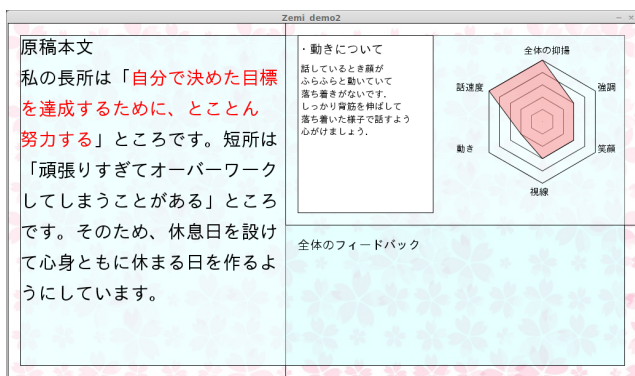 Zemi demo2
原稿本文
私の長所は「自分で決めた目標
を達成するために、とことん
努力する」ところです。短所は
「頑張りすぎてオーバーワーク
してしまうことがある」ところ
です。そのため、休息日を設け
て心身ともに休まる日を作るよ
うにしています。
・動きについて
話しているとき顔が
ふらふらと動いていて
落ち着きがないです.
しっかり背筋を伸ばして
落ち着いた様子で話すよう
心がけましょう.
全体の抑揚
話速度
強調
動き
笑顔
視線
全体のフィードバック